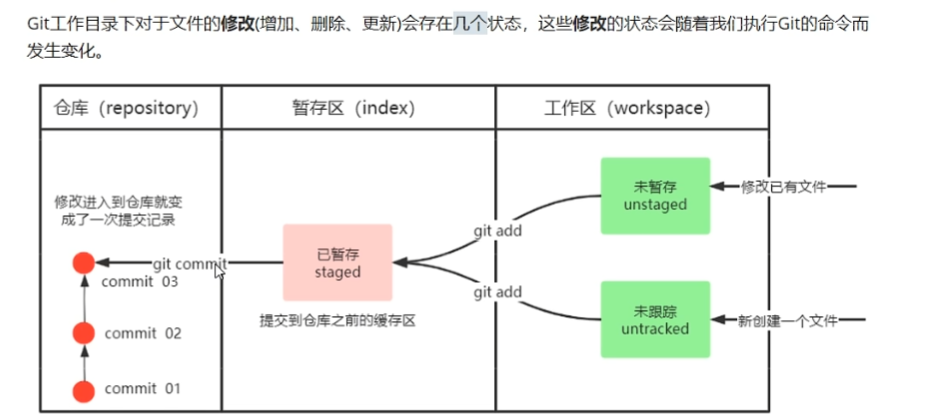 Git工作目录下对于文件的修改(增加、删除、更新)会存在几个状态，这些修改的状态会随着我们执行Git的命令而
发生变化。
仓库（repository）
暂存区（index）
工作区（workspace）
修改进入到仓库就变
成了一次提交记录
未暂存
unstaged
修改已有文件
git add
已暂存
staged
git commit
commit 03
git add
提交到仓库之前的缓存区
未跟踪
untracked
新创建一个文件
commit 02
commit 01